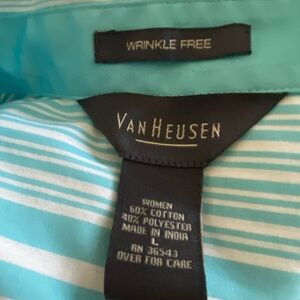 WRINKLE FREE
VAN HEUSEN
WOMEN
60% COTTON
40% POLYESTER
MADE IN INDIA
L
RN 36543
OVER FOR CARE